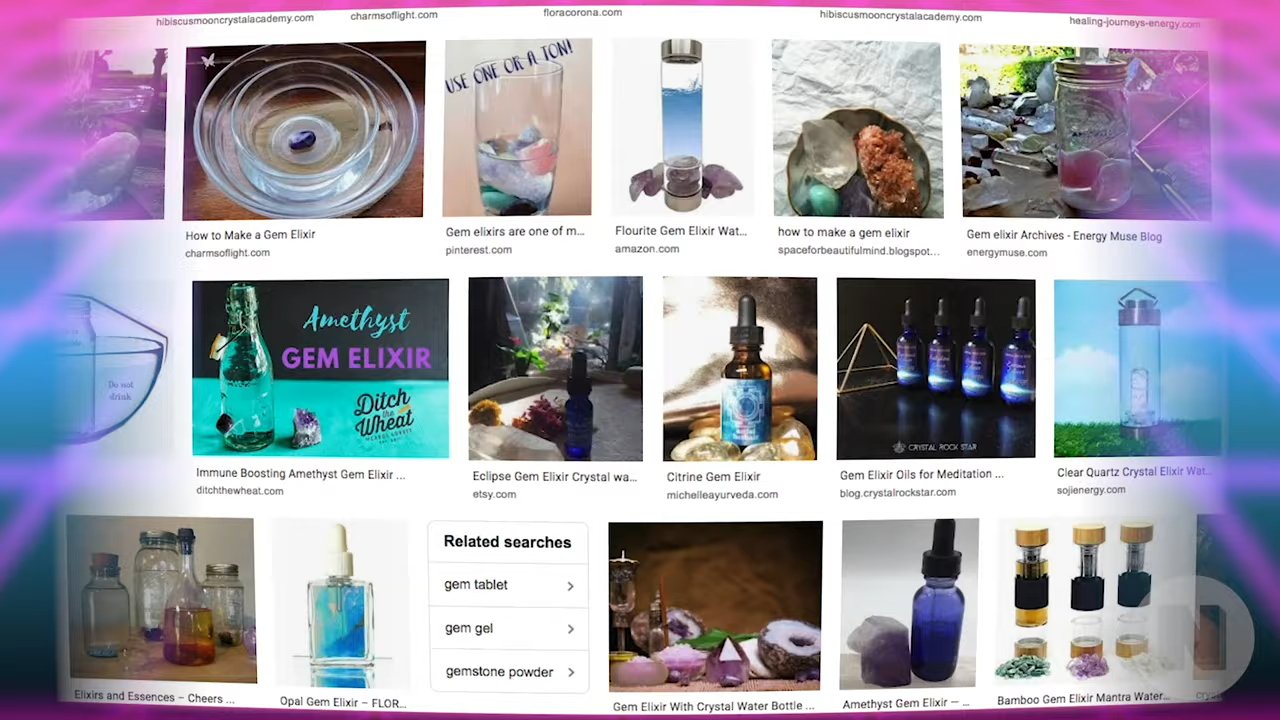 hibiscusmooncrystalacademy.com
charmsoflight.com
floracorona.com
hibiscusmooncrystalacademy.com
healing-journeys-energy.com
USE ONE OR A TON!
How to Make a Gem Elixir
charmsoflight.com
Gem elixirs are one of m...
pinterest.com
Flourite Gem Elixir Wat...
amazon.com
how to make a gem elixir
spaceforbeautifulmind.blogspot...
Gem elixir Archives - Energy Muse Blog
energymuse.com
Do not
drink
Amethyst
GEM ELIXIR
Ditch
the
Wheat
CRYSTAL ROCK STAR
Immune Boosting Amethyst Gem Elixir ...
ditchthewheat.com
Eclipse Gem Elixir Crystal wa...
etsy.com
Citrine Gem Elixir
michelleayurveda.com
Gem Elixir Oils for Meditation ...
blog.crystalrockstar.com
Clear Quartz Crystal Elixir Wat...
sojienergy.com
Related searches
gem tablet
gem gel
gemstone powder
Elixirs and Essences – Cheers ...
Opal Gem Elixir – FLOR...
Gem Elixir With Crystal Water Bottle ...
Amethyst Gem Elixir — ...
Bamboo Gem Elixir Mantra Water...
N